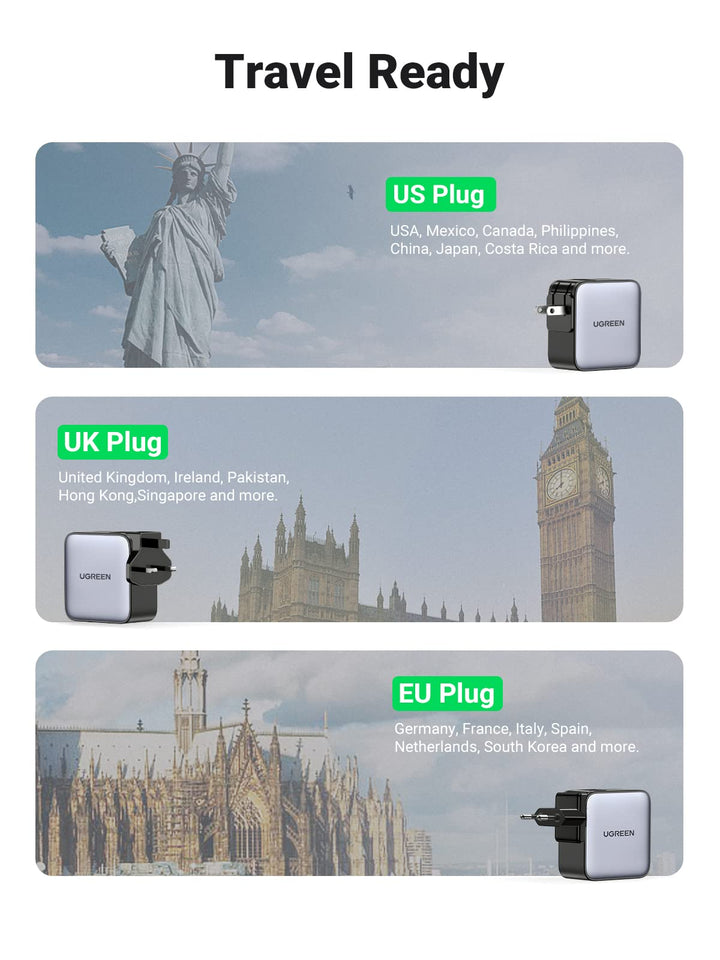 Travel Ready
US Plug
USA, Mexico, Canada, Philippines,
China, Japan, Costa Rica and more.
UGREEN
UK Plug
United Kingdom, Ireland, Pakistan,
Hong Kong,Singapore and more.
UGREEN
EU Plug
Germany, France, Italy, Spain,
Netherlands, South Korea and more.
UGREEN